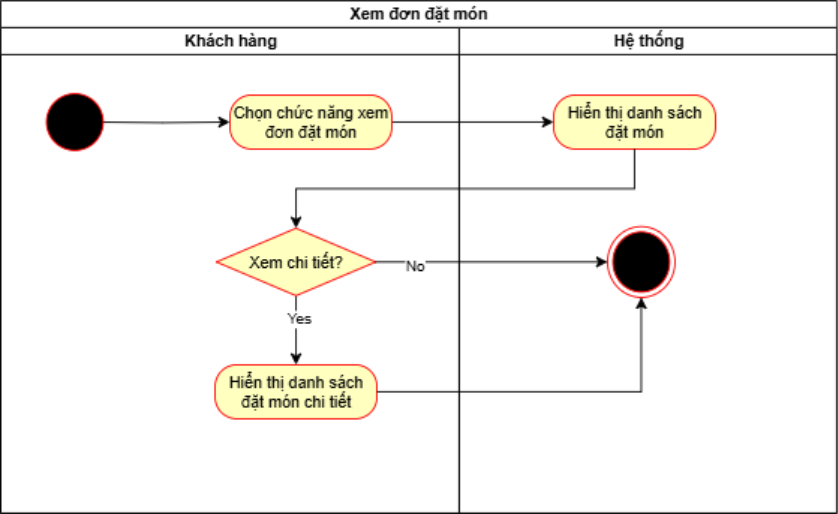 Xem đơn đặt món
Khách hàng
Hệ thống
Chọn chức năng xem
đơn đặt món
Hiển thị danh sách
đặt món
Xem chi tiết?
No
Yes
Hiển thị danh sách
đặt món chi tiết